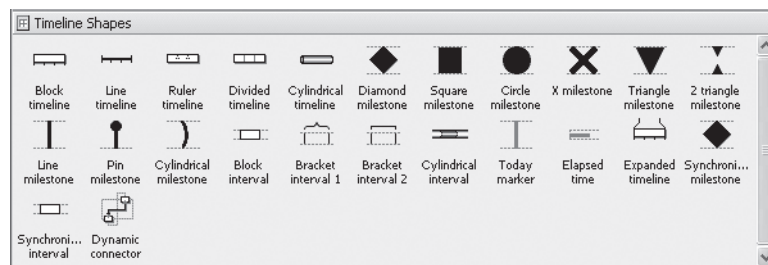 Timeline Shapes
Block timeline
Line timeline
Ruler timeline
Divided timeline
Cylindrical timeline
Diamond milestone
Square milestone
Circle milestone
X milestone
Triangle milestone
2 triangle milestone
Line milestone
Pin milestone
Cylindrical milestone
Block interval
Bracket interval 1
Bracket interval 2
Cylindrical interval
Today marker
Elapsed time
Expanded timeline
Synchroni... milestone
Synchroni... interval
Dynamic connector